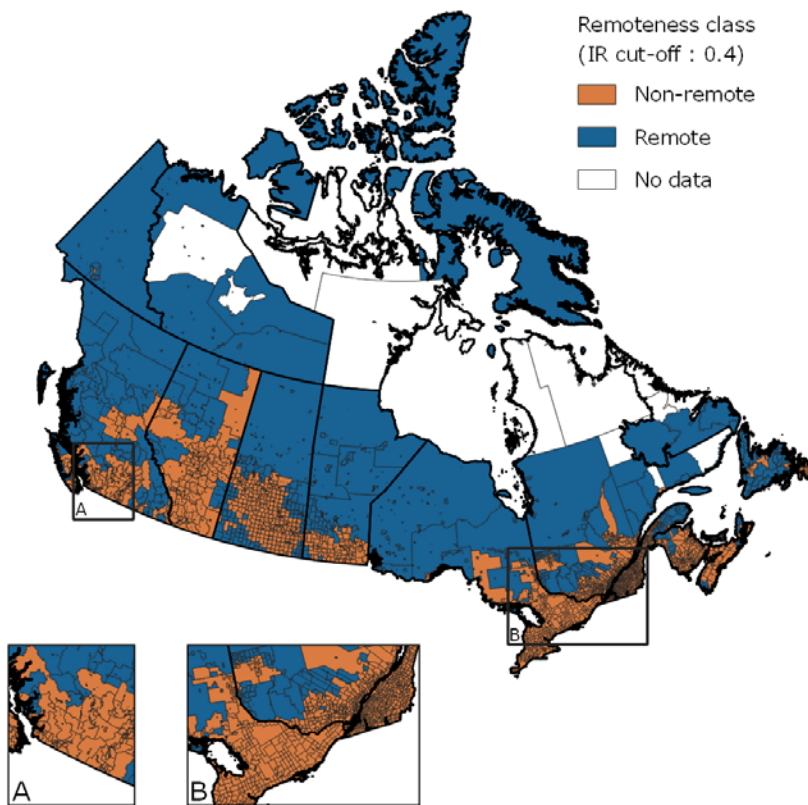 Remoteness class
(IR cut-off : 0.4)
Non-remote
Remote
No data
A
B
A
B